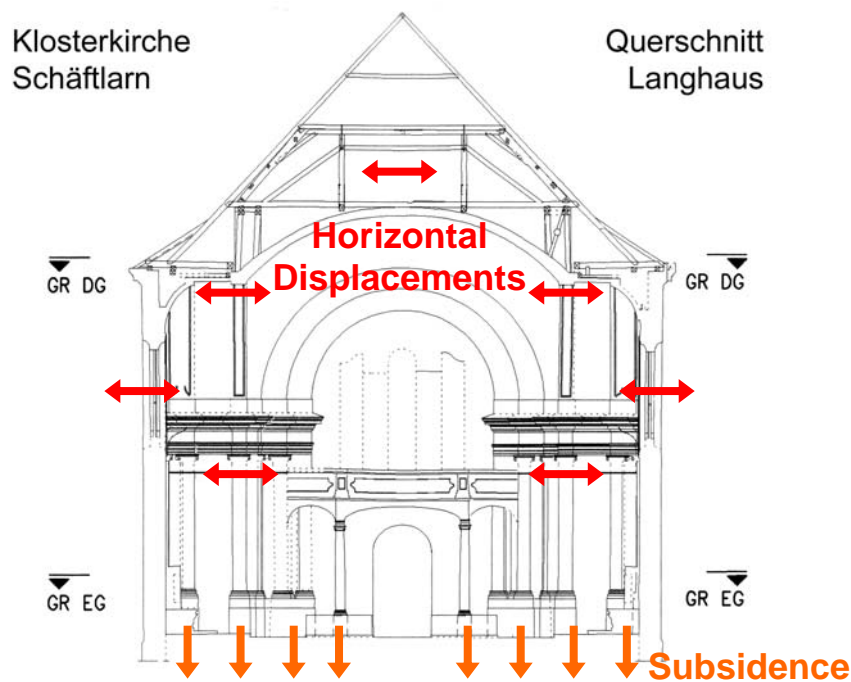 Klosterkirche
Schäftlarn
Querschnitt
Langhaus
Horizontal
Displacements
GR DG
GR DG
GR EG
GR EG
Subsidence